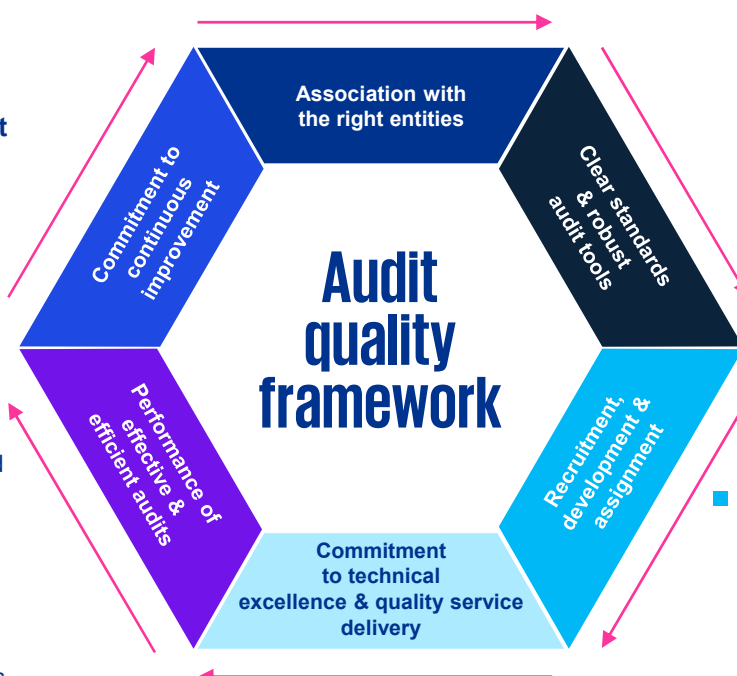 Association with
the right entities
Clear standards
& robust
audit tools
Recruitment,
development &
assignment
Commitment
to technical
excellence & quality service
delivery
Performance of
effective &
efficient audits
Commitment to
continuous
improvement
Audit
quality
framework